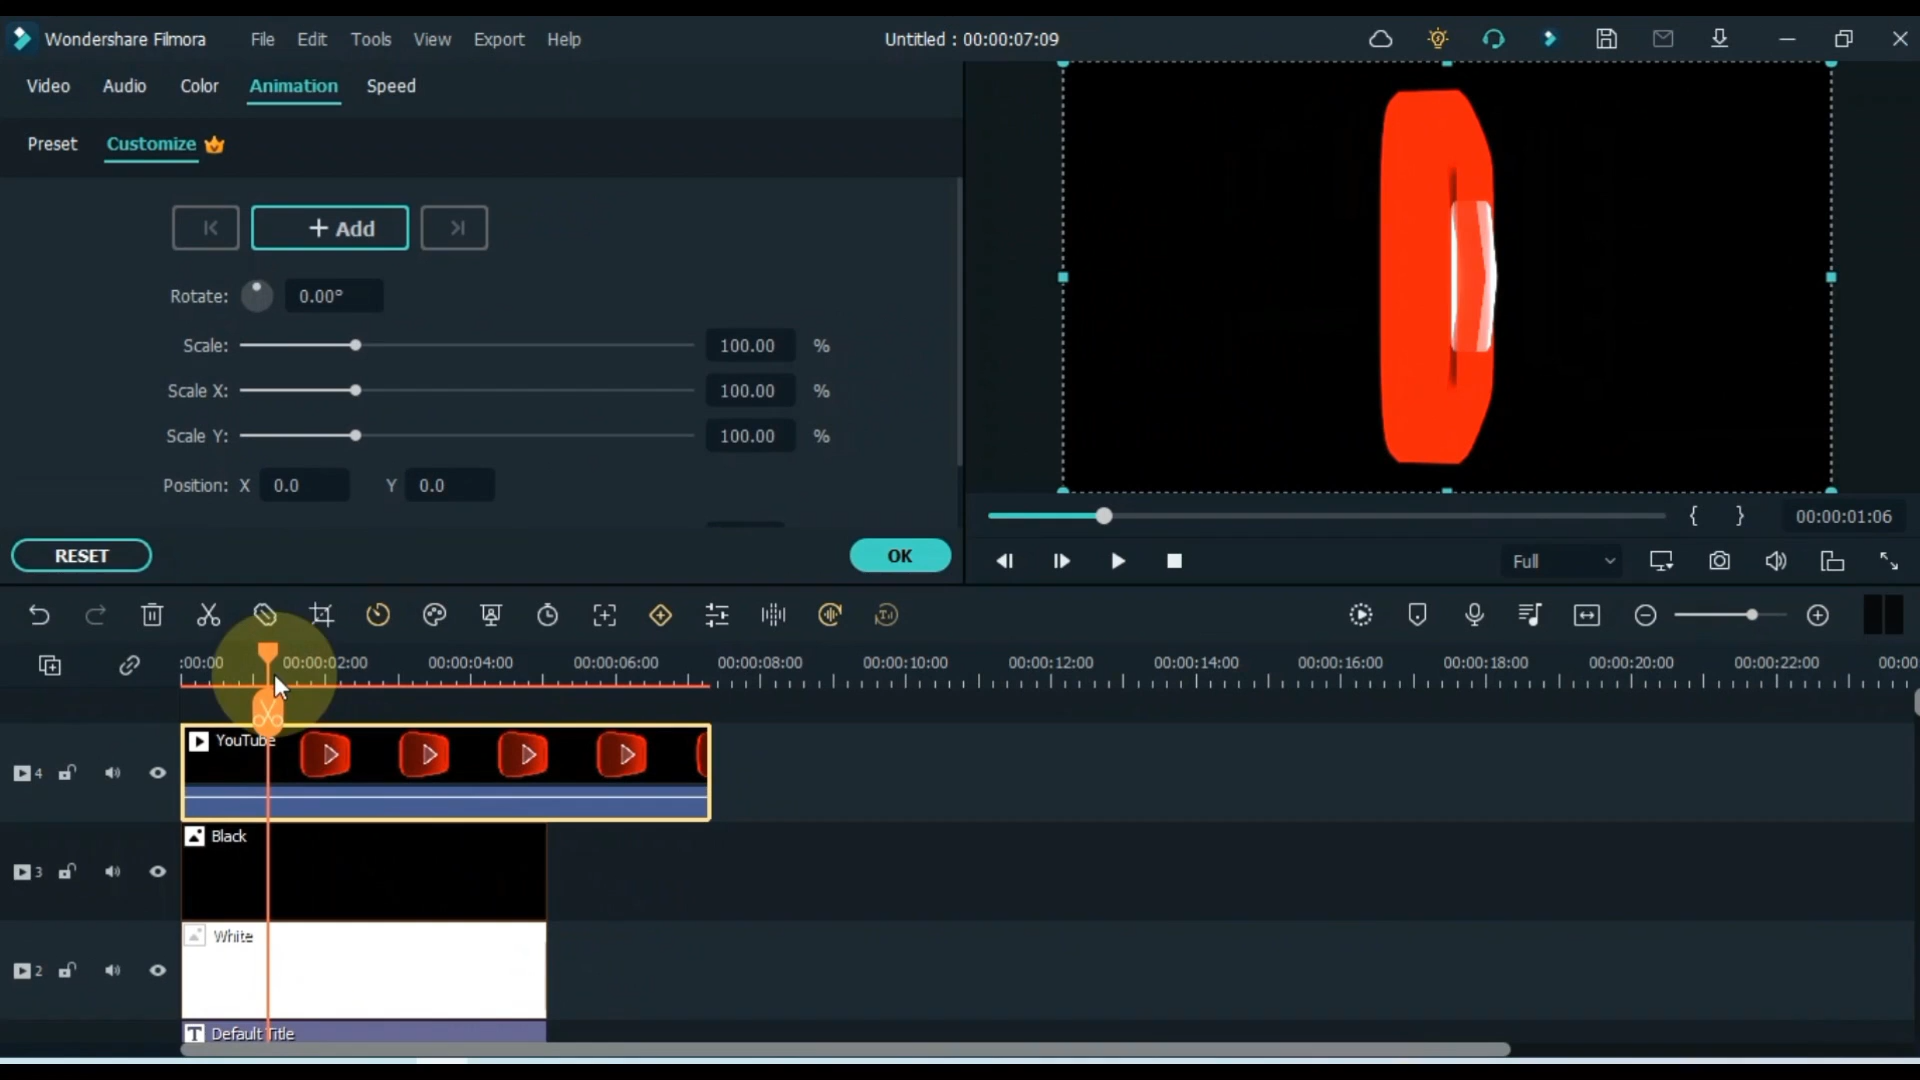 Wondershare Filmora File Edit Tools View Export Help Untitled : 00:00:07:09
Video Audio Color Animation Speed
Preset Customize
+ Add
Rotate: 0.00°
Scale: 100.00 %
Scale X: 100.00 %
Scale Y: 100.00 %
Position: X 0.0 Y 0.0
{ } 00:00:01:06
RESET OK
Full
:00:00 00:00:02:00 00:00:04:00 00:00:06:00 00:00:08:00 00:00:10:00 00:00:12:00 00:00:14:00 00:00:16:00 00:00:18:00 00:00:20:00 00:00:22:00 00:00
YouTube
4
Black
3
White
2
T Default Title